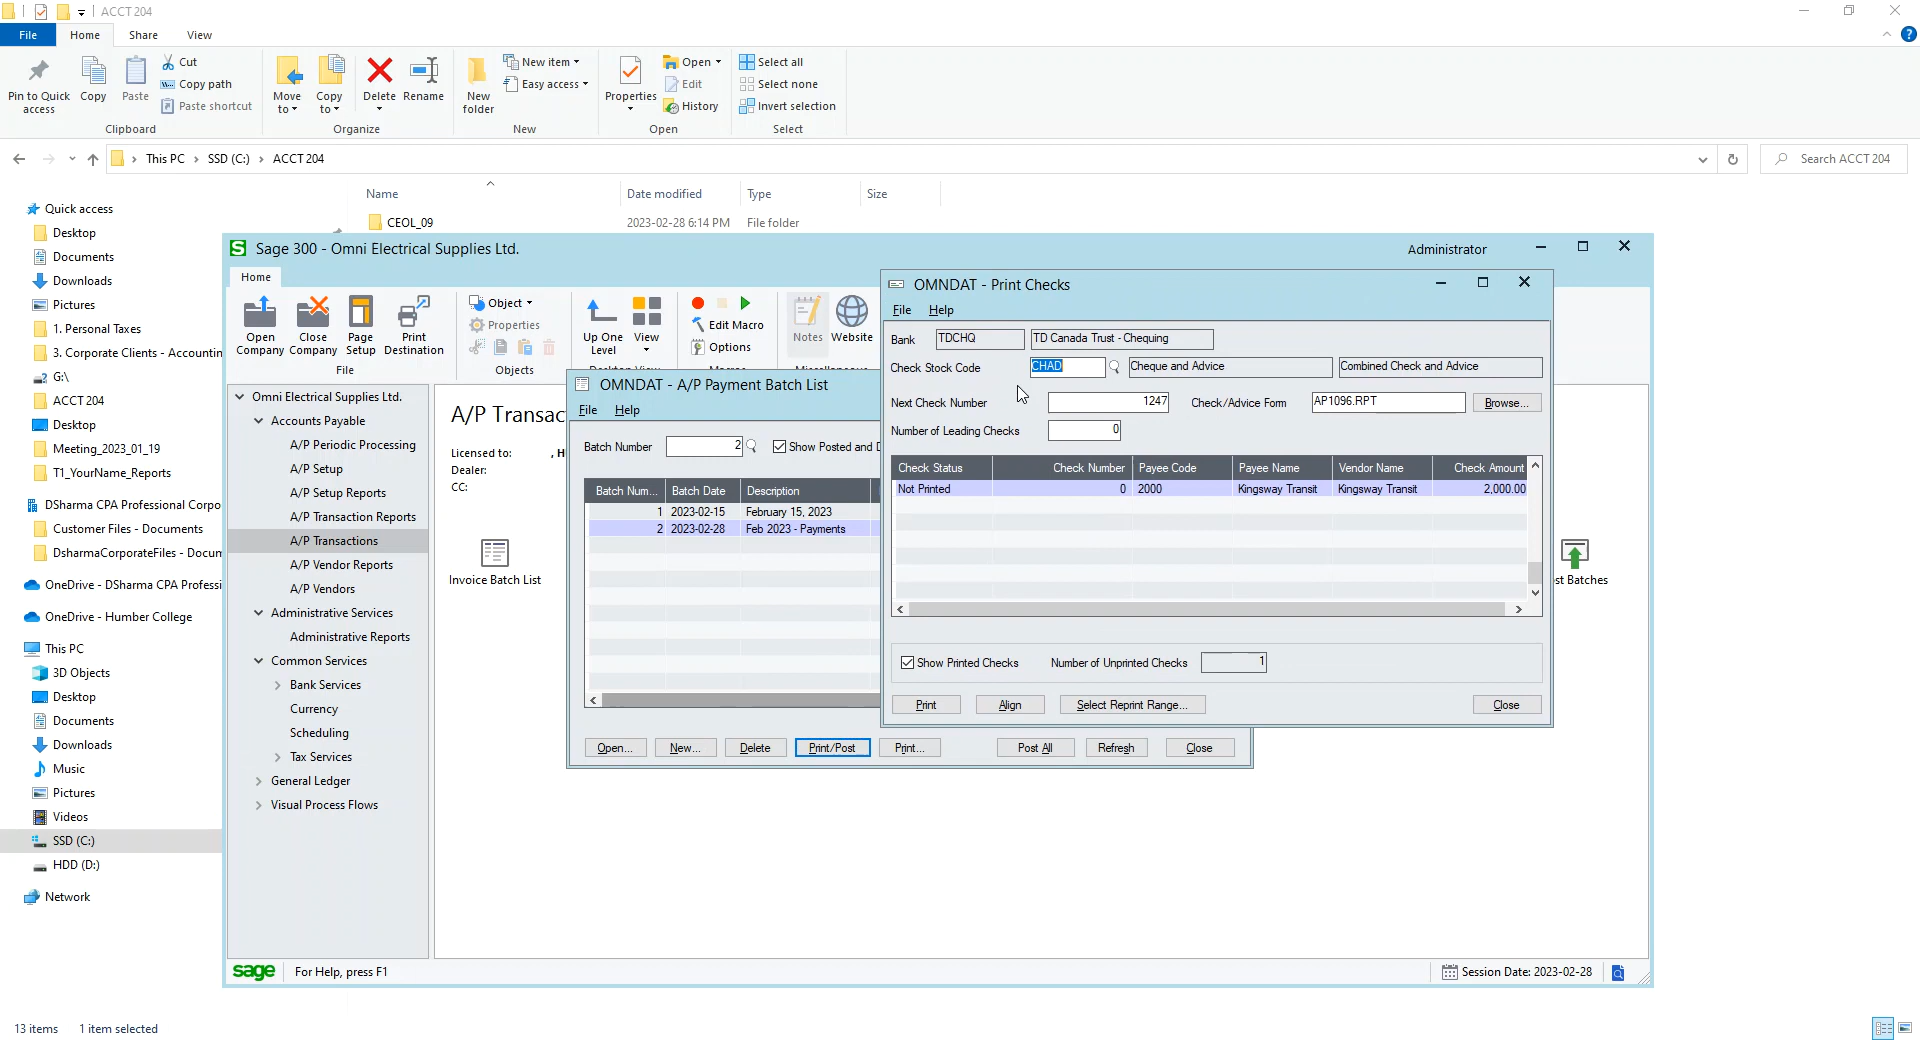 ACCT 204
File Home Share View
Pin to Quick access
Copy
Paste
Cut
Copy path
Paste shortcut
Clipboard
Move to
Copy to
Delete
Rename
Organize
New folder
New item
Easy access
New
Properties
Open
Edit
History
Open
Select all
Select none
Invert selection
Select
This PC › SSD (C:) › ACCT 204
Search ACCT 204
Name Date modified Type Size
CEOL_09 2023-02-28 6:14 PM File folder
Quick access
Desktop
Documents
Downloads
Pictures
1. Personal Taxes
3. Corporate Clients - Accountin
G:\
ACCT 204
Desktop
Meeting_2023_01_19
T1_YourName_Reports
DSharma CPA Professional Corpo
Customer Files - Documents
DsharmaCorporateFiles - Docum
OneDrive - DSharma CPA Professi
OneDrive - Humber College
This PC
3D Objects
Desktop
Documents
Downloads
Music
Pictures
Videos
SSD (C:)
HDD (D:)
Network
13 items 1 item selected
Sage 300 - Omni Electrical Supplies Ltd.
Administrator
Home
Open Company
Close Company
Page Setup
Print Destination
File
Object
Properties
Objects
Up One Level
View
Edit Macro
Options
Notes
Website
Omni Electrical Supplies Ltd.
Accounts Payable
A/P Periodic Processing
A/P Setup
A/P Setup Reports
A/P Transaction Reports
A/P Transactions
A/P Vendor Reports
A/P Vendors
Administrative Services
Administrative Reports
Common Services
Bank Services
Currency
Scheduling
Tax Services
General Ledger
Visual Process Flows
A/P Transac
Licensed to: , H
Dealer:
CC:
Invoice Batch List
st Batches
sage For Help, press F1
Session Date: 2023-02-28
OMNDAT - A/P Payment Batch List
File Help
Batch Number 2 Show Posted and D
Batch Num... Batch Date Description
1 2023-02-15 February 15, 2023
2 2023-02-28 Feb 2023 - Payments
Open... New... Delete Print/Post Print... Post All Refresh Close
OMNDAT - Print Checks
File Help
Bank TDCHQ TD Canada Trust - Chequing
Check Stock Code CHAD Cheque and Advice Combined Check and Advice
Next Check Number 1247 Check/Advice Form AP1096.RPT Browse...
Number of Leading Checks 0
Check Status Check Number Payee Code Payee Name Vendor Name Check Amount
Not Printed 0 2000 Kingsway Transit Kingsway Transit 2,000.00
Show Printed Checks Number of Unprinted Checks 1
Print Align Select Reprint Range... Close